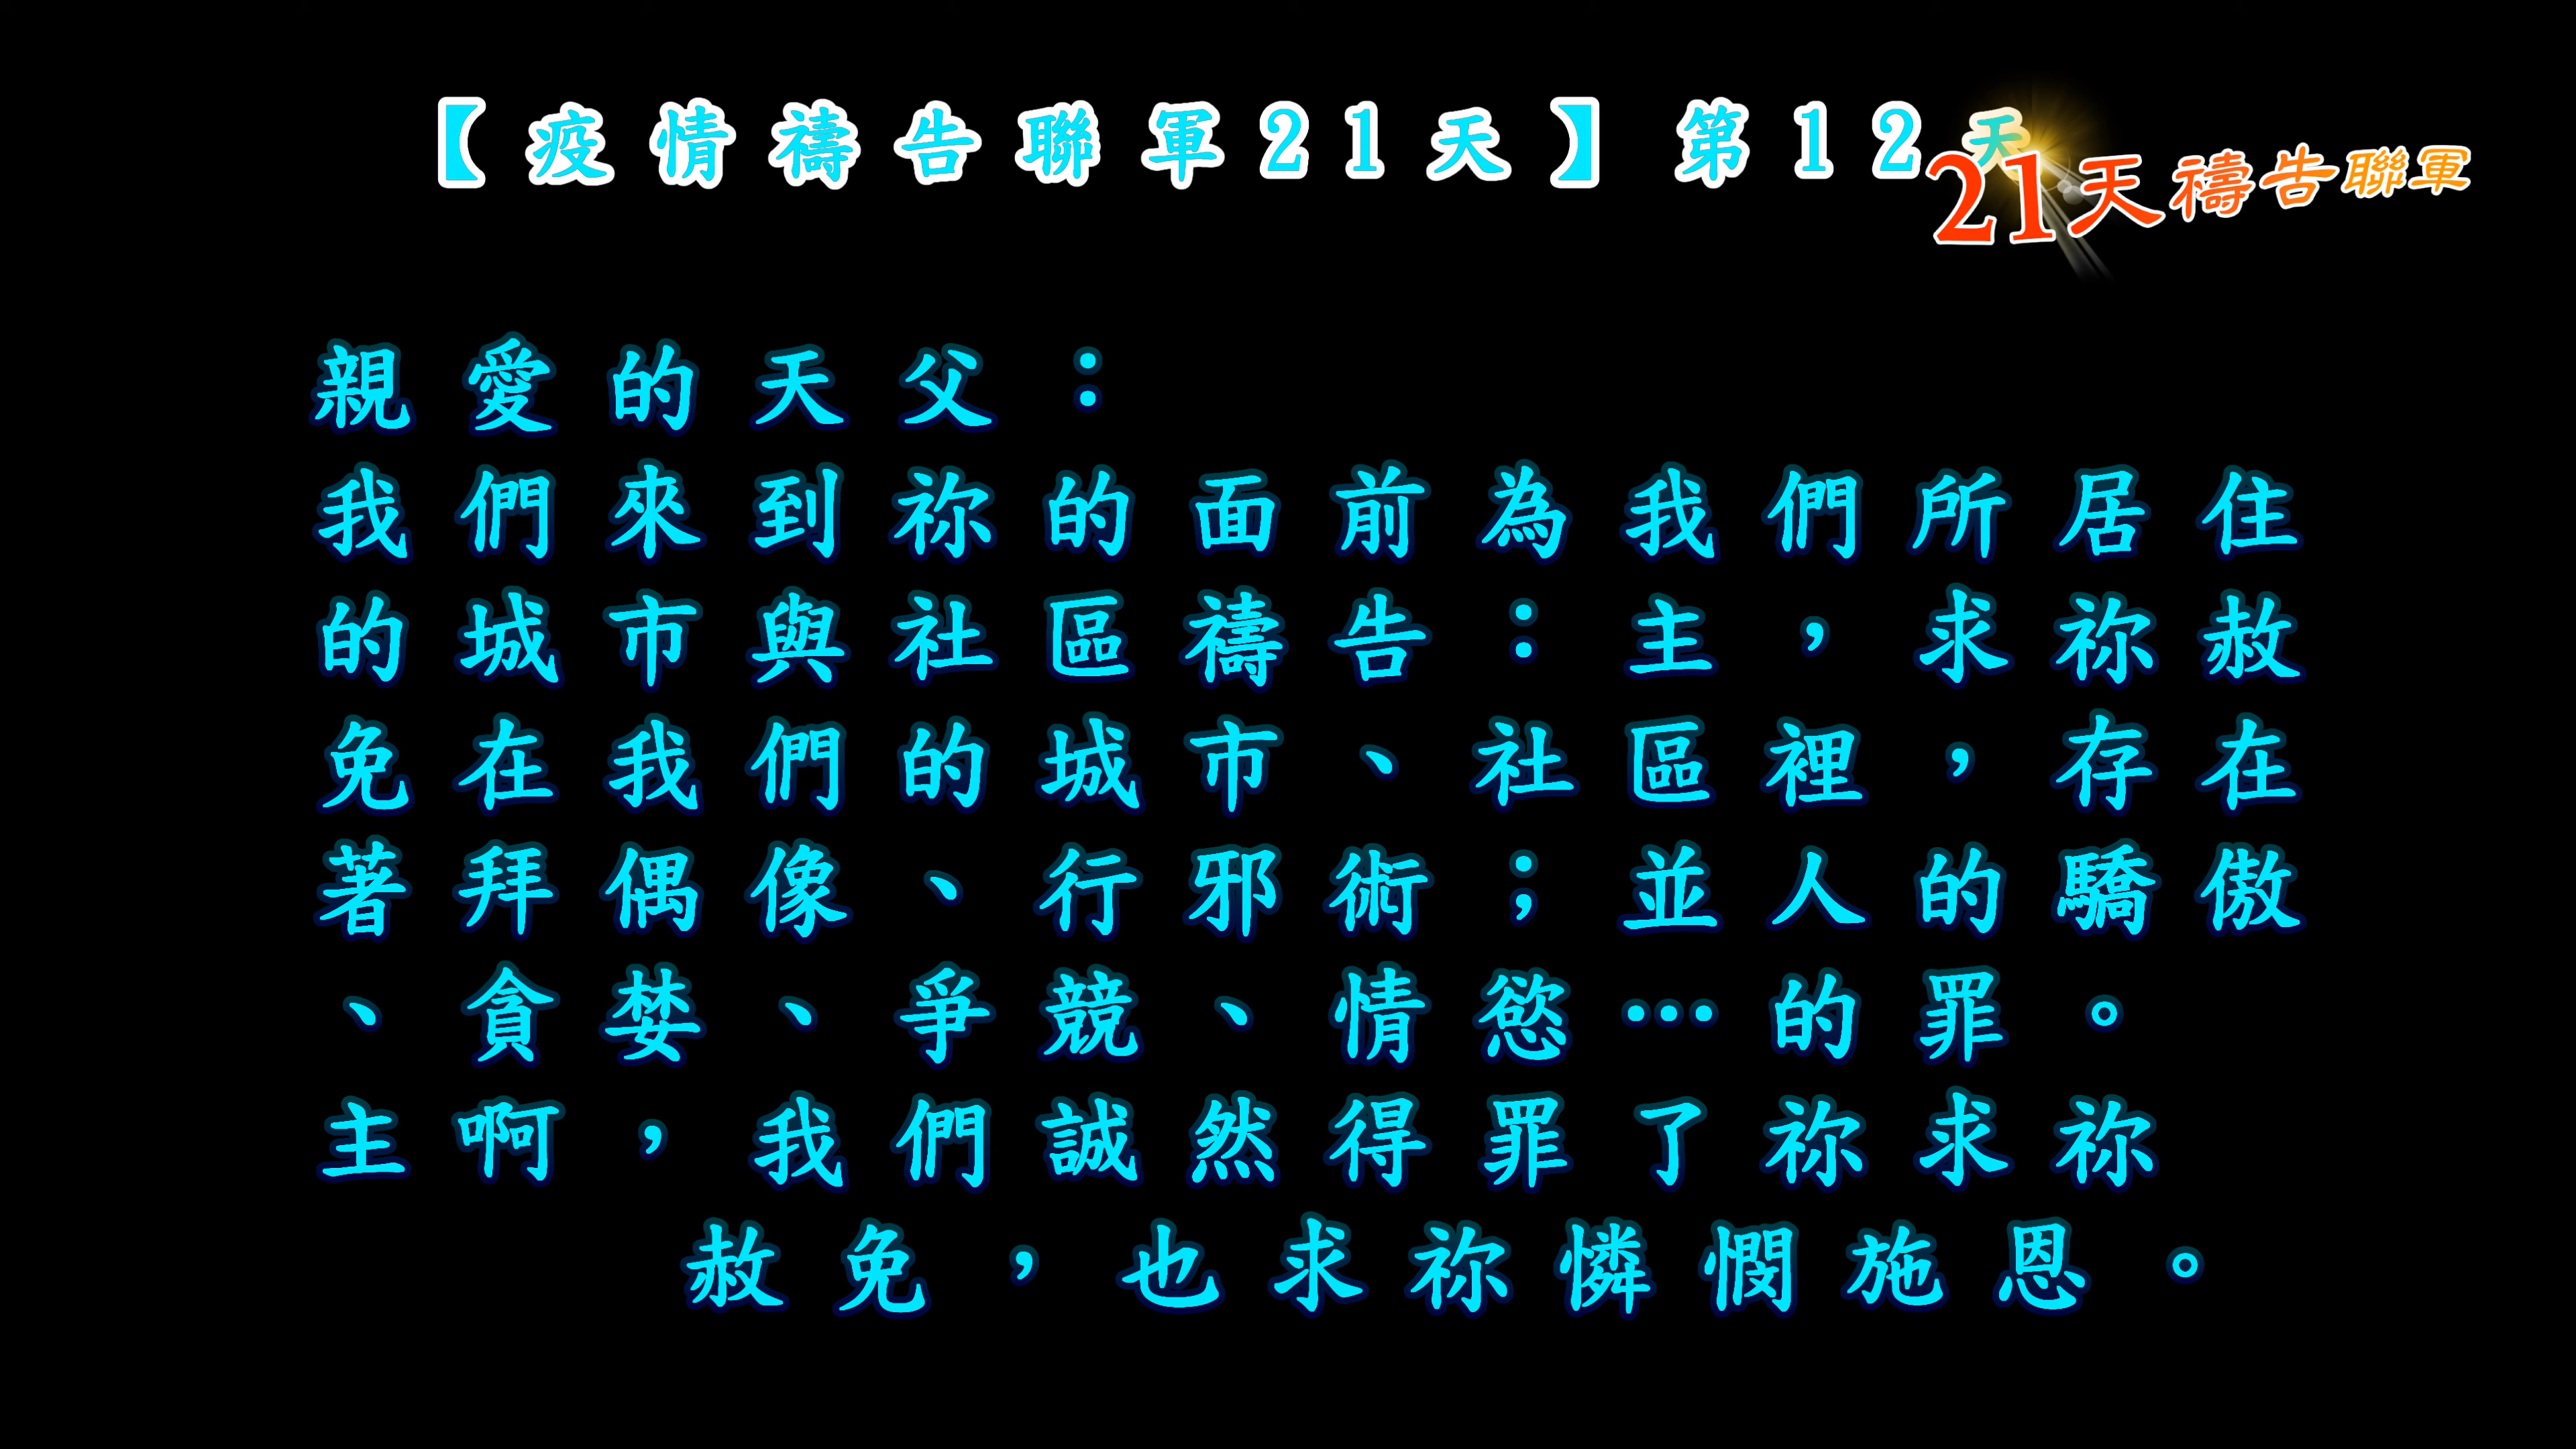 【疫情禱告聯軍21天】第12天
21天禱告聯軍
親愛的天父：
我們來到祢的面前為我們所居住
的城市與社區禱告：主，求祢赦
免在我們的城市、社區裡，存在
著拜偶像、行邪術；並人的驕傲
、貪婪、爭競、情慾…的罪。
主啊，我們誠然得罪了祢求祢
赦免，也求祢憐憫施恩。